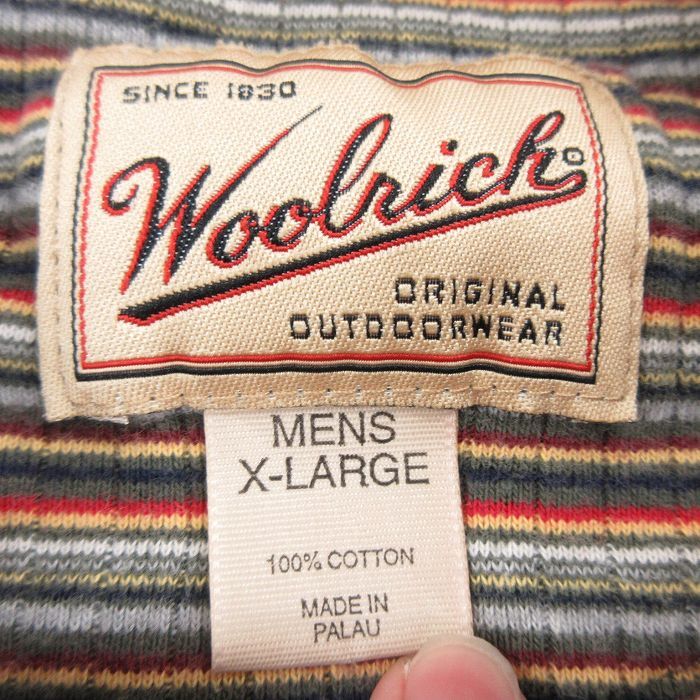 SINCE 1830
Woolrich®
ORIGINAL
OUTDOORWEAR
MENS
X-LARGE
100% COTTON
MADE IN
PALAU